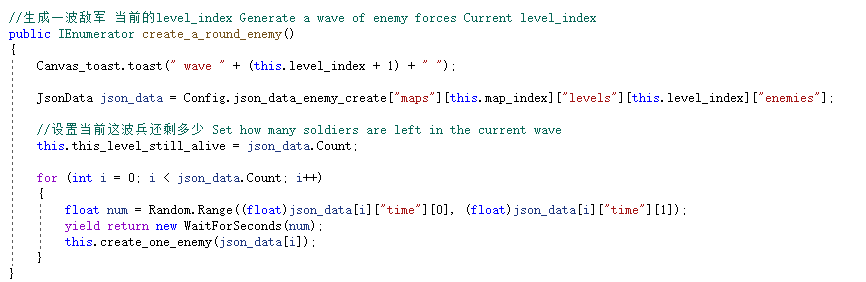 //生成一波敌军 当前的level_index Generate a wave of enemy forces Current level_index
public IEnumerator create_a_round_enemy()
{
Canvas_toast.toast(" wave " + (this.level_index + 1) + " ");
JsonData json_data = Config.json_data_enemy_create["maps"][this.map_index]["levels"][this.level_index]["enemies"];
//设置当前这波兵还剩多少 Set how many soldiers are left in the current wave
this.this_level_still_alive = json_data.Count;
for (int i = 0; i < json_data.Count; i++)
{
float num = Random.Range((float)json_data[i]["time"][0], (float)json_data[i]["time"][1]);
yield return new WaitForSeconds(num);
this.create_one_enemy(json_data[i]);
}
}